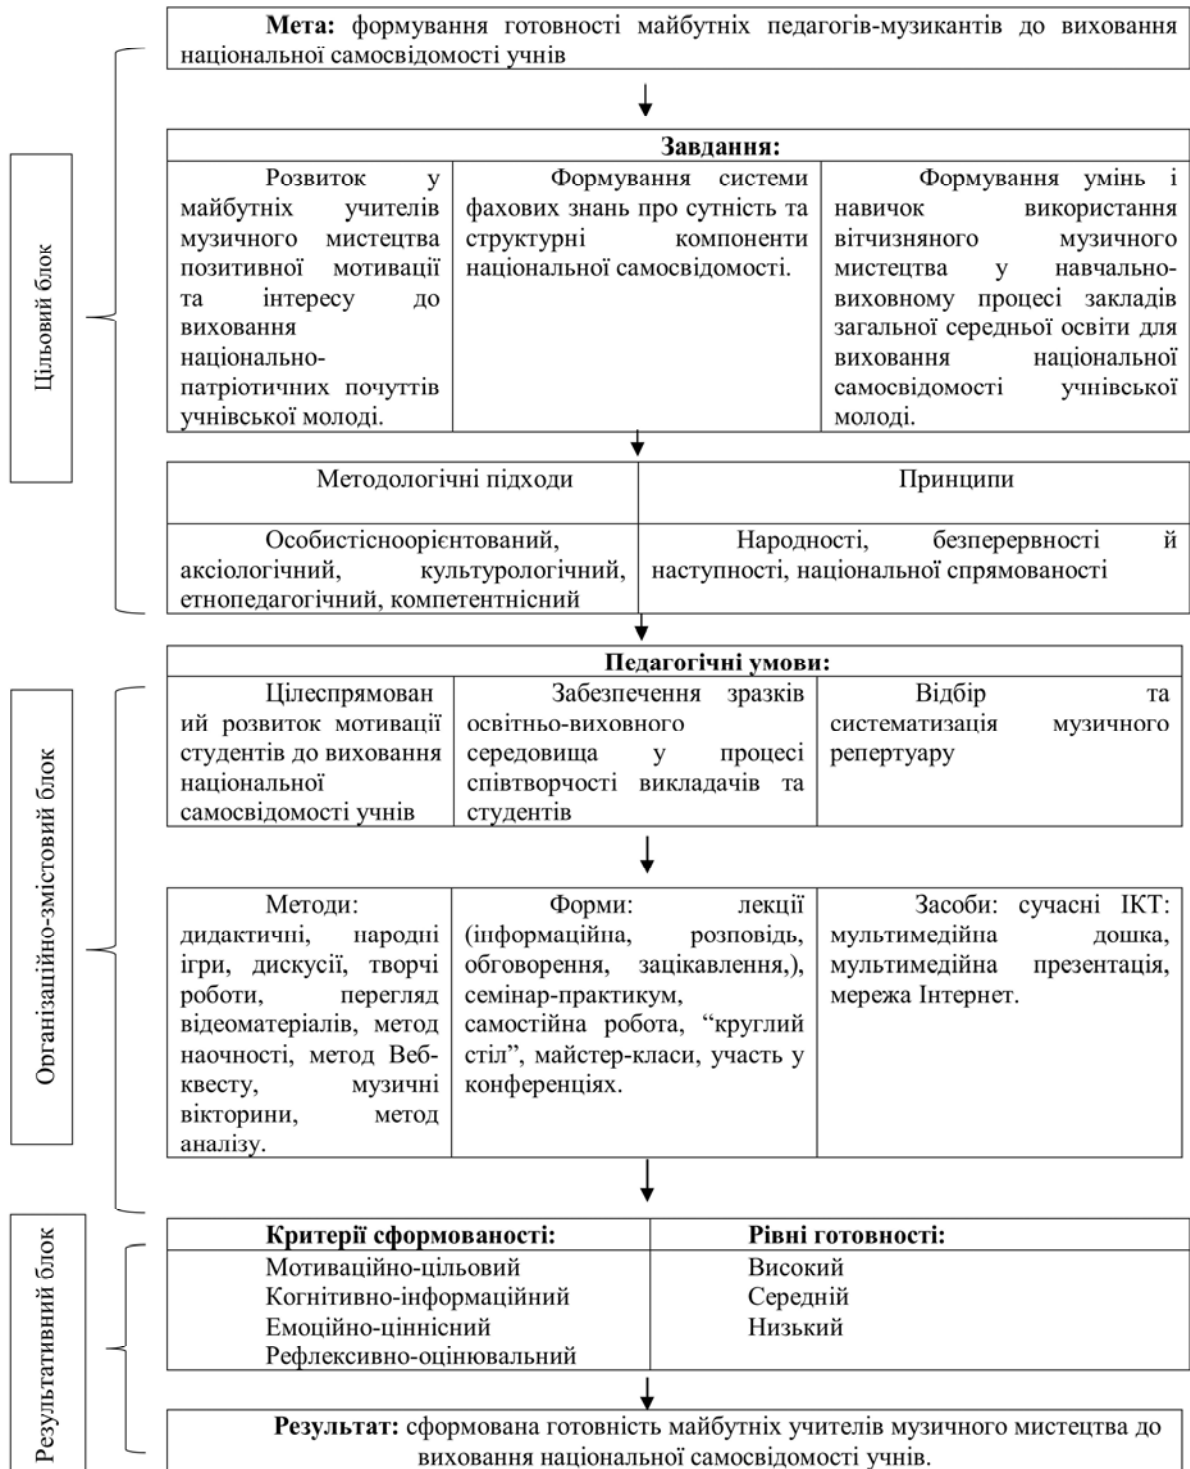 Мета: формування готовності майбутніх педагогів-музикантів до виховання
національної самосвідомості учнів
Цільовий блок
Завдання:
Розвиток у
майбутніх учителів
музичного мистецтва
позитивної мотивації
та інтересу до
виховання
національно-
патріотичних почуттів
учнівської молоді.
Формування системи
фахових знань про сутність та
структурні компоненти
національної самосвідомості.
Формування умінь і
навичок використання
вітчизняного музичного
мистецтва у навчально-
виховному процесі закладів
загальної середньої освіти для
виховання національної
самосвідомості учнівської
молоді.
Методологічні підходи
Принципи
Особистісноорієнтований,
аксіологічний, культурологічний,
етнопедагогічний, компетентнісний
Народності, безперервності й
наступності, національної спрямованості
Організаційно-змістовий блок
Педагогічні умови:
Цілеспрямован
ий розвиток мотивації
студентів до виховання
національної
самосвідомості учнів
Забезпечення зразків
освітньо-виховного
середовища у процесі
співтворчості викладачів та
студентів
Відбір та
систематизація музичного
репертуару
Методи:
дидактичні, народні
ігри, дискусії, творчі
роботи, перегляд
відеоматеріалів, метод
наочності, метод Веб-
квесту, музичні
вікторини, метод
аналізу.
Форми: лекції
(інформаційна, розповідь,
обговорення, зацікавлення,),
семінар-практикум,
самостійна робота, “круглий
стіл”, майстер-класи, участь у
конференціях.
Засоби: сучасні ІКТ:
мультимедійна дошка,
мультимедійна презентація,
мережа Інтернет.
Результативний блок
Критерії сформованості:
Мотиваційно-цільовий
Когнітивно-інформаційний
Емоційно-ціннісний
Рефлексивно-оцінювальний
Рівні готовності:
Високий
Середній
Низький
Результат: сформована готовність майбутніх учителів музичного мистецтва до
виховання національної самосвідомості учнів.